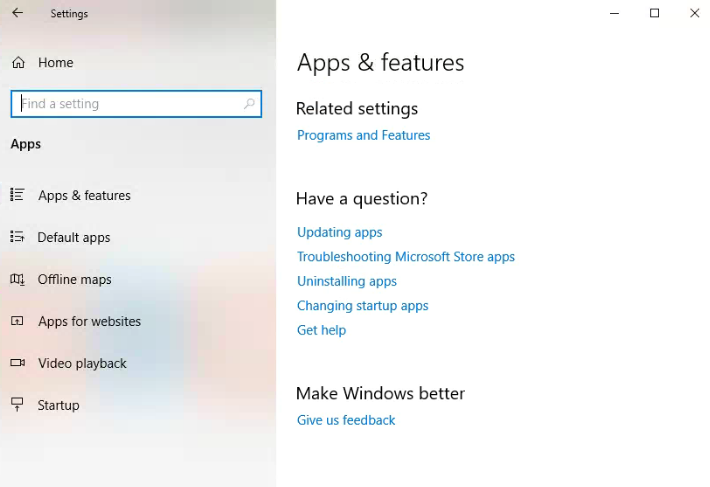 Settings
Home
Find a setting
Apps
Apps & features
Default apps
Offline maps
Apps for websites
Video playback
Startup
Apps & features
Related settings
Programs and Features
Have a question?
Updating apps
Troubleshooting Microsoft Store apps
Uninstalling apps
Changing startup apps
Get help
Make Windows better
Give us feedback